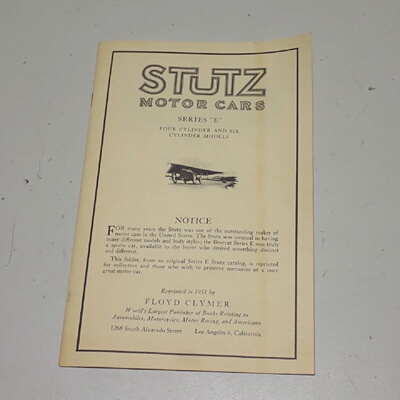 STUTZ
MOTOR CARS
SERIES "E"
FOUR CYLINDER AND SIX
CYLINDER MODELS
NOTICE
FOR many years the Stutz was one of the outstanding makes of
motor cars in the United States. The Stutz was unusual in having
many different models and body styles; the Bearcat Series E was truly
a sports car, available to the buyer who desired something distinct
and different.
This folder, from an original Series E Stutz catalog, is reprinted
for collectors and those who wish to preserve memories of a once
great motor car.
Reprinted in 1951 by
FLOYD CLYMER
World's Largest Publisher of Books Relating to
Automobiles, Motorcycles, Motor Racing, and Americana
1268 South Alvarado Street Los Angeles 6, California